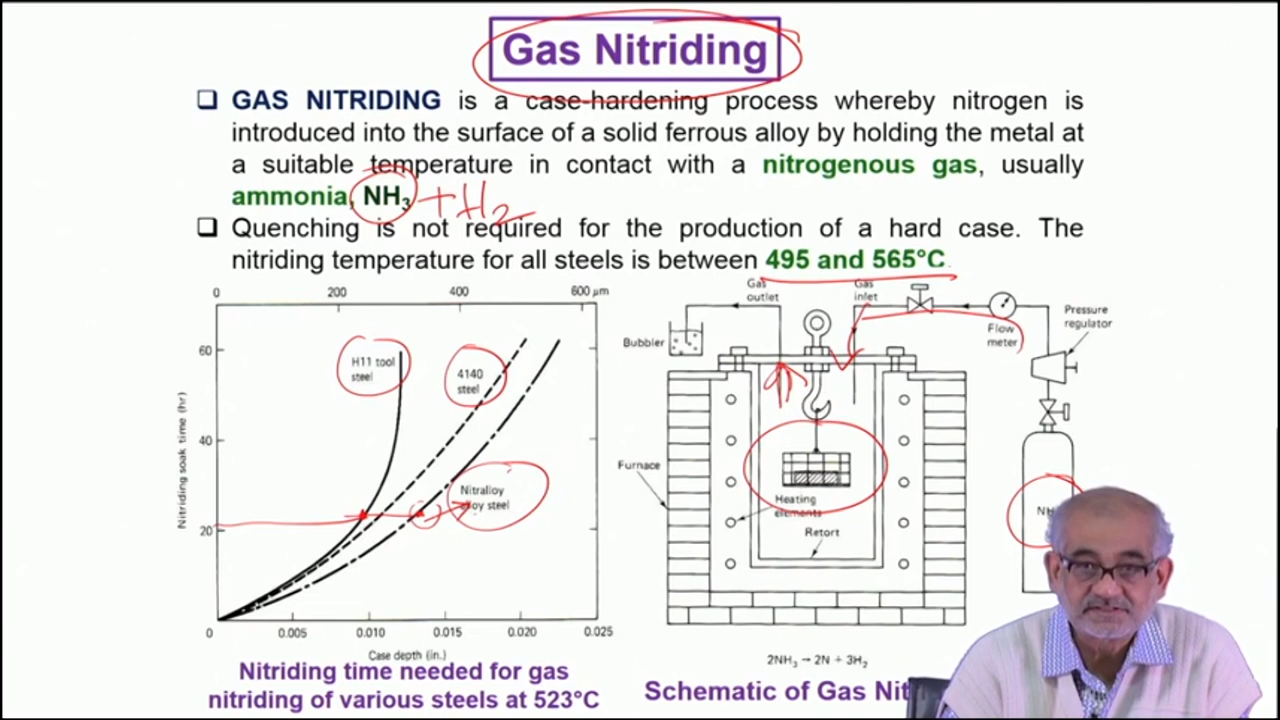 Gas Nitriding
❑ GAS NITRIDING is a case-hardening process whereby nitrogen is
introduced into the surface of a solid ferrous alloy by holding the metal at
a suitable temperature in contact with a nitrogenous gas, usually
ammonia, NH₃ + H₂
❑ Quenching is not required for the production of a hard case. The
nitriding temperature for all steels is between 495 and 565°C.
0 200 400 600 μm
60
40
20
0 0.005 0.010 0.015 0.020 0.025
Nitriding soak time (hr)
H11 tool
steel
4140
steel
Nitralloy
alloy steel
Case depth (in.)
Nitriding time needed for gas
nitriding of various steels at 523°C
Gas
outlet
Gas
inlet
Bubbler
Flow
meter
Pressure
regulator
Furnace
Heating
elements
Retort
2NH₃ → 2N + 3H₂
Schematic of Gas